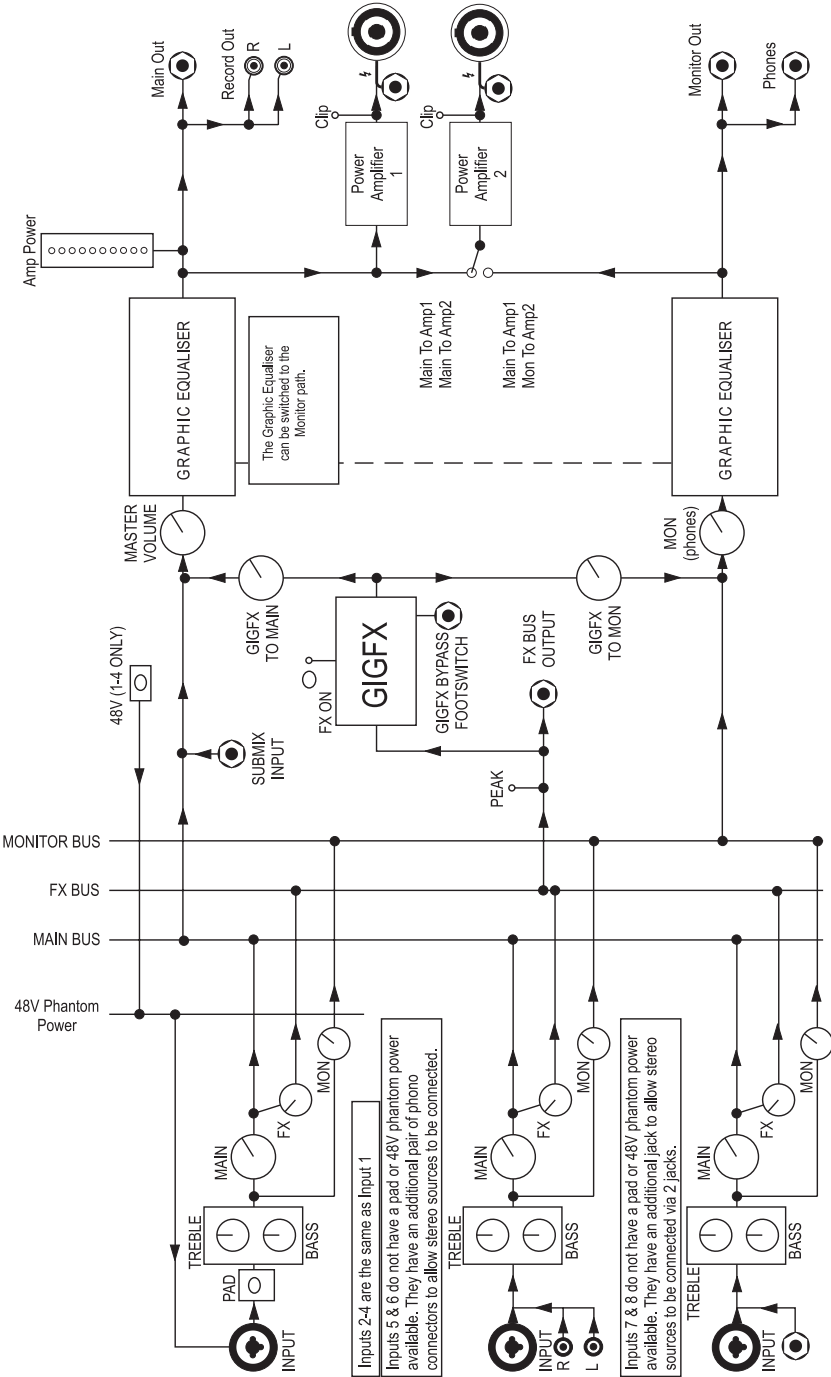 Amp Power
Main Out
Record Out
R
L
Clip
Power
Amplifier
1
Clip
Power
Amplifier
2
Monitor Out
Phones
GRAPHIC EQUALISER
The Graphic Equaliser
can be switched to the
Monitor path.
Main To Amp1
Main To Amp2
Main To Amp1
Mon To Amp2
GRAPHIC EQUALISER
MASTER
VOLUME
MON
(phones)
48V (1-4 ONLY)
GIGFX
TO MAIN
FX ON
GIGFX
GIGFX BYPASS
FOOTSWITCH
FX BUS
OUTPUT
GIGFX
TO MON
SUBMIX
INPUT
PEAK
MONITOR BUS
FX BUS
MAIN BUS
48V Phantom
Power
MAIN
FX
MON
TREBLE
BASS
PAD
INPUT
Inputs 2-4 are the same as Input 1
Inputs 5 & 6 do not have a pad or 48V phantom power
available. They have an additional pair of phono
connectors to allow stereo sources to be connected.
MAIN
FX
MON
TREBLE
BASS
INPUT
R
L
Inputs 7 & 8 do not have a pad or 48V phantom power
available. They have an additional jack to allow stereo
sources to be connected via 2 jacks.
MAIN
FX
MON
TREBLE
BASS
INPUT